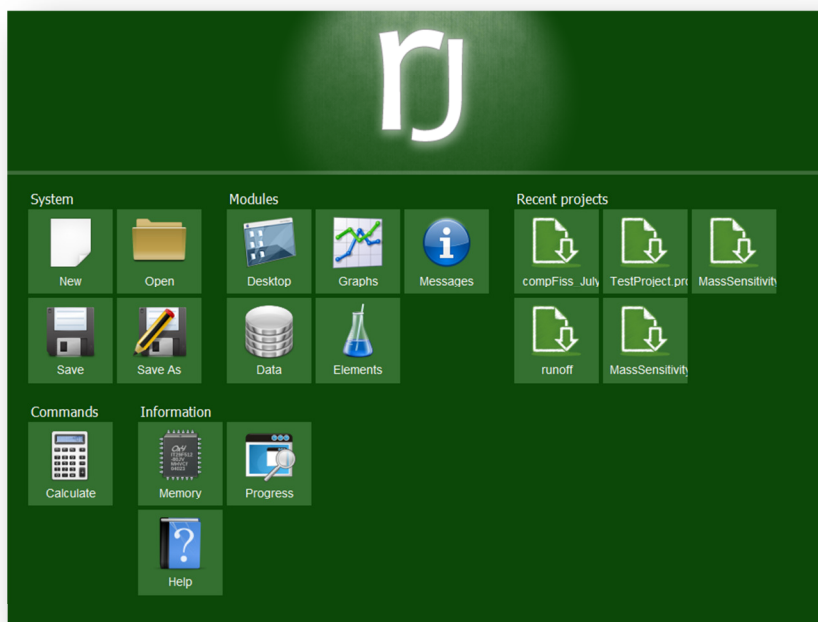 rj
System
Modules
Recent projects
New
Open
Desktop
Graphs
Messages
compFiss_July
TestProject.pro
MassSensitivity
Save
Save As
Data
Elements
runoff
MassSensitivity
Commands
Information
Calculate
Memory
Progress
Help